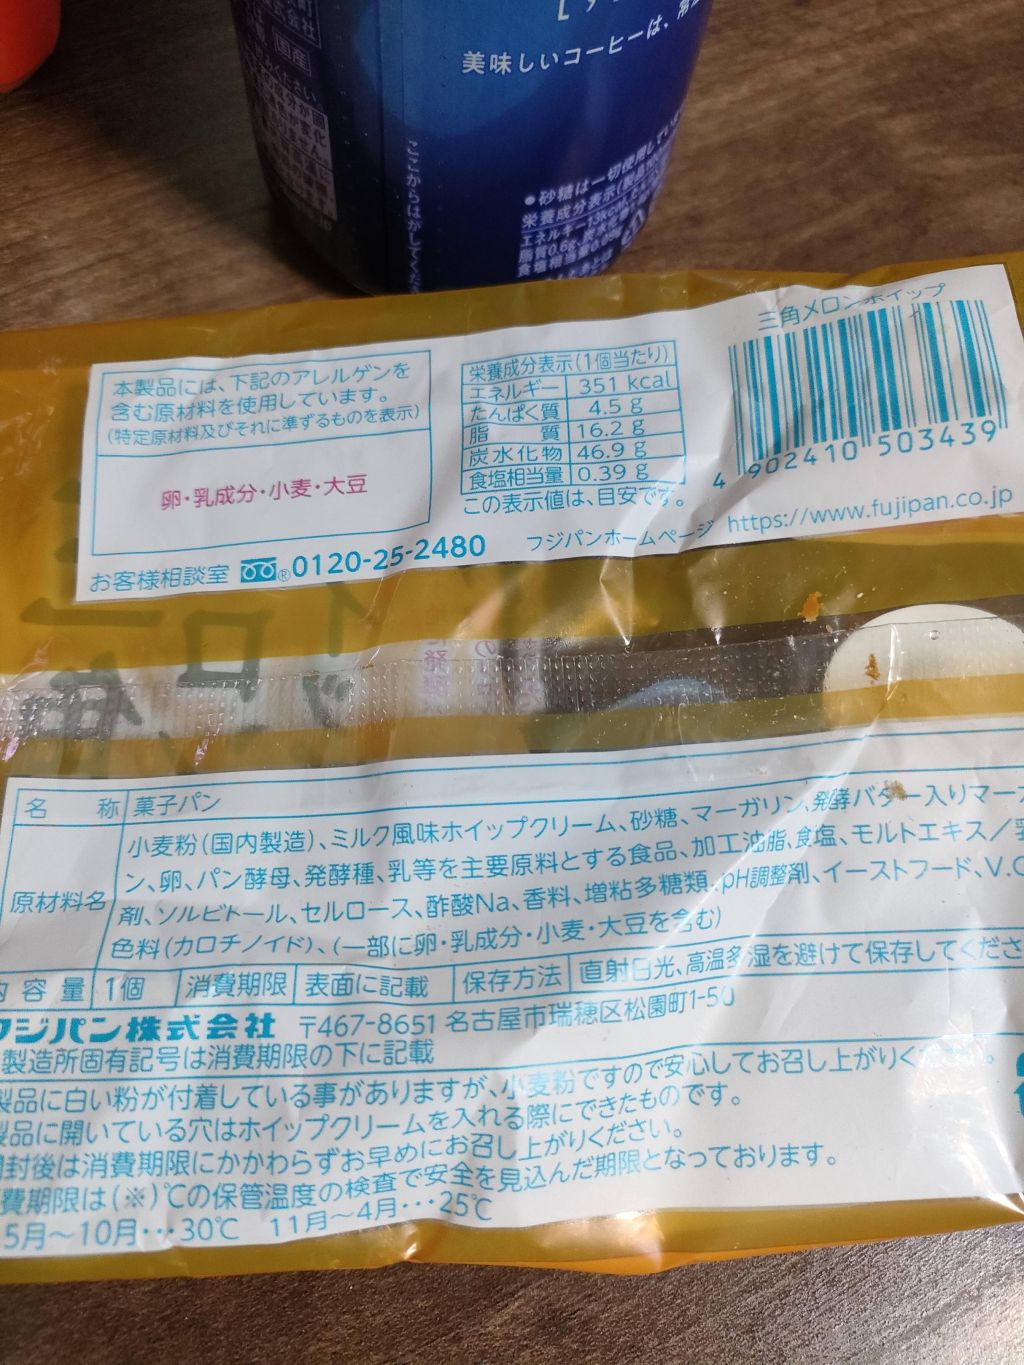 美味しいコーヒーは、
国産
ここからはがしてくだ
●砂糖は一切使用してい
栄養成分表示
三角メロンホイップ
本製品には、下記のアレルゲンを
含む原材料を使用しています。
(特定原材料及びそれに準ずるものを表示)
卵・乳成分・小麦・大豆
栄養成分表示(1個当たり)
エネルギー 351 kcal
たんぱく質 4.5 g
脂質 16.2 g
炭水化物 46.9 g
食塩相当量 0.39 g
この表示値は、目安です。
4 902410 503439
お客様相談室 ® 0120-25-2480
フジパンホームページ https://www.fujipan.co.jp
名称 菓子パン
原材料名 小麦粉(国内製造)、ミルク風味ホイップクリーム、砂糖、マーガリン、発酵バター入りマー
ン、卵、パン酵母、発酵種、乳等を主要原料とする食品、加工油脂、食塩、モルトエキス/乳
剤、ソルビトール、セルロース、酢酸Na、香料、増粘多糖類、pH調整剤、イーストフード、V.C
色料(カロチノイド)、(一部に卵・乳成分・小麦・大豆を含む)
内容量 1個 消費期限 表面に記載 保存方法 直射日光、高温多湿を避けて保存してくださ
フジパン株式会社 〒467-8651 名古屋市瑞穂区松園町1-50
製造所固有記号は消費期限の下に記載
製品に白い粉が付着している事がありますが、小麦粉ですので安心してお召し上がりく
製品に開いている穴はホイップクリームを入れる際にできたものです。
開封後は消費期限にかかわらずお早めにお召し上がりください。
費期限は(※)℃の保管温度の検査で安全を見込んだ期限となっております。
5月～10月…30℃ 11月～4月…25℃